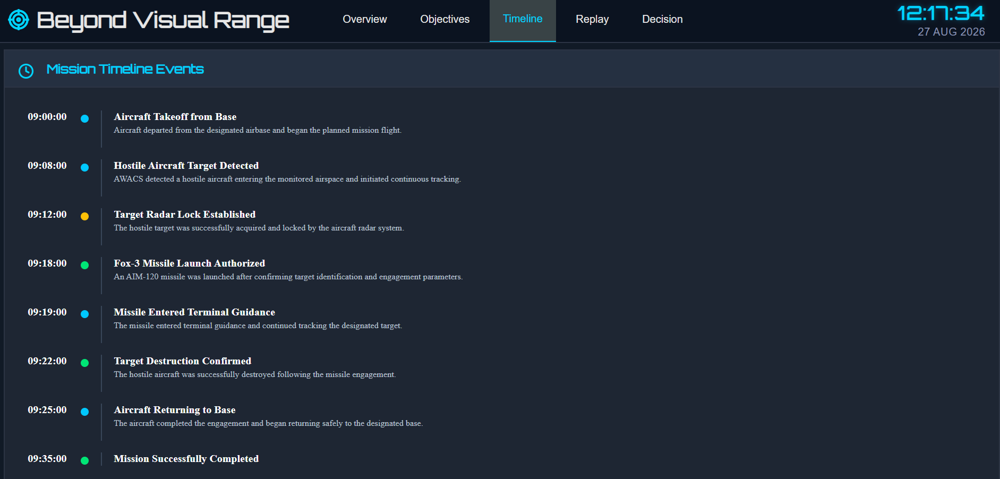 Beyond Visual Range
Overview
Objectives
Timeline
Replay
Decision
12:17:34
27 AUG 2026
Mission Timeline Events
09:00:00
Aircraft Takeoff from Base
Aircraft departed from the designated airbase and began the planned mission flight.
09:08:00
Hostile Aircraft Target Detected
AWACS detected a hostile aircraft entering the monitored airspace and initiated continuous tracking.
09:12:00
Target Radar Lock Established
The hostile target was successfully acquired and locked by the aircraft radar system.
09:18:00
Fox-3 Missile Launch Authorized
An AIM-120 missile was launched after confirming target identification and engagement parameters.
09:19:00
Missile Entered Terminal Guidance
The missile entered terminal guidance and continued tracking the designated target.
09:22:00
Target Destruction Confirmed
The hostile aircraft was successfully destroyed following the missile engagement.
09:25:00
Aircraft Returning to Base
The aircraft completed the engagement and began returning safely to the designated base.
09:35:00
Mission Successfully Completed